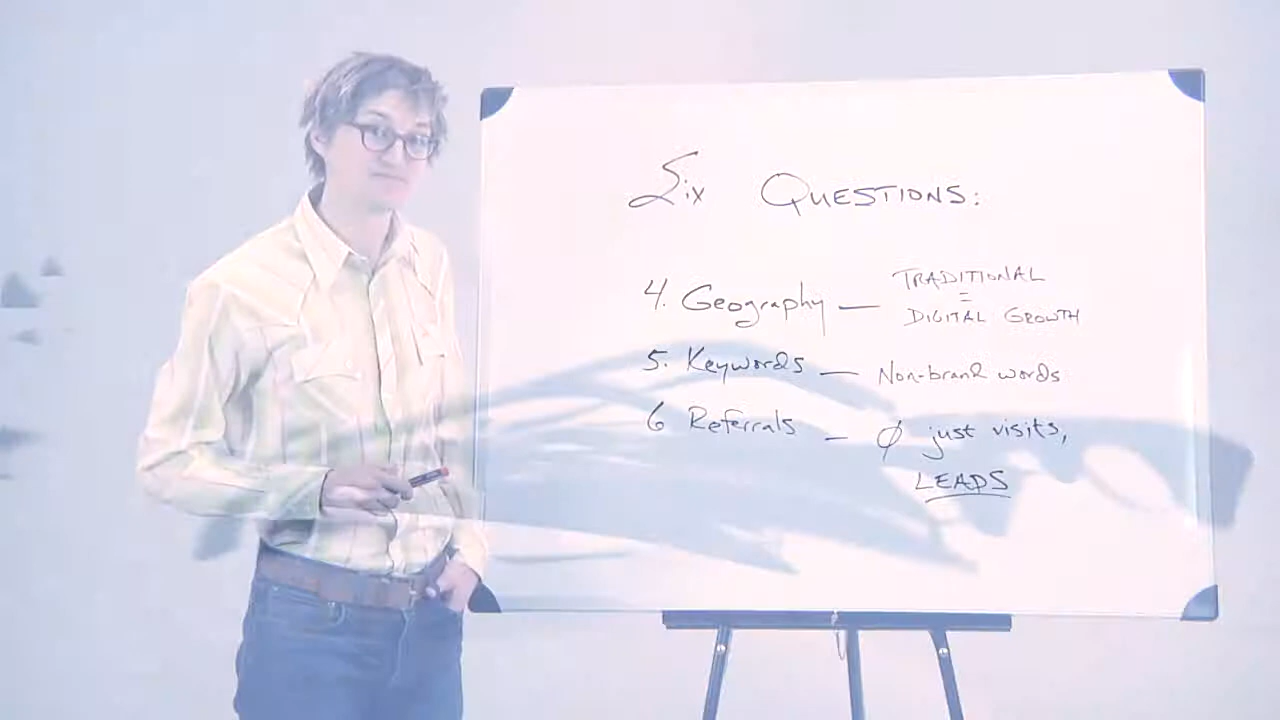 Six QUESTIONS:
4. Geography — TRADITIONAL
=
DIGITAL GROWTH
5. Keywords — Non-brand words
6 Referrals — Ø just visits,
LEADS